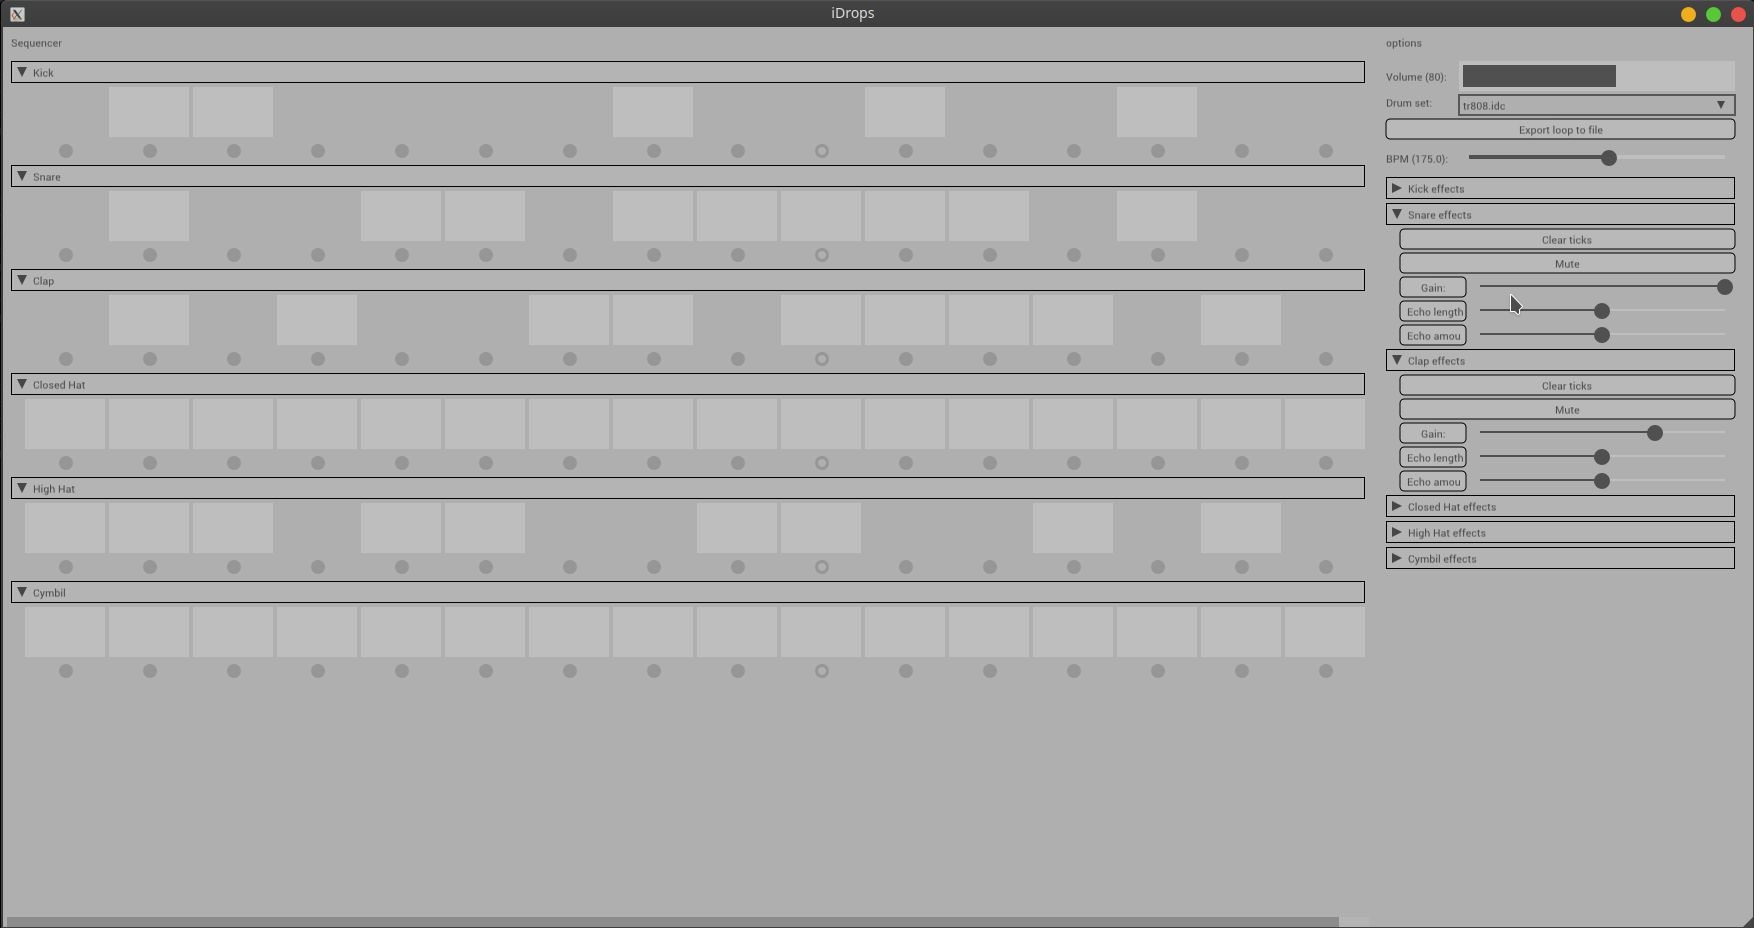 iDrops
Sequencer
Kick
Snare
Clap
Closed Hat
High Hat
Cymbil
options
Volume (80):
Drum set: tr808.idc
Export loop to file
BPM (175.0):
Kick effects
Snare effects
Clear ticks
Mute
Gain:
Echo length
Echo amou
Clap effects
Clear ticks
Mute
Gain:
Echo length
Echo amou
Closed Hat effects
High Hat effects
Cymbil effects